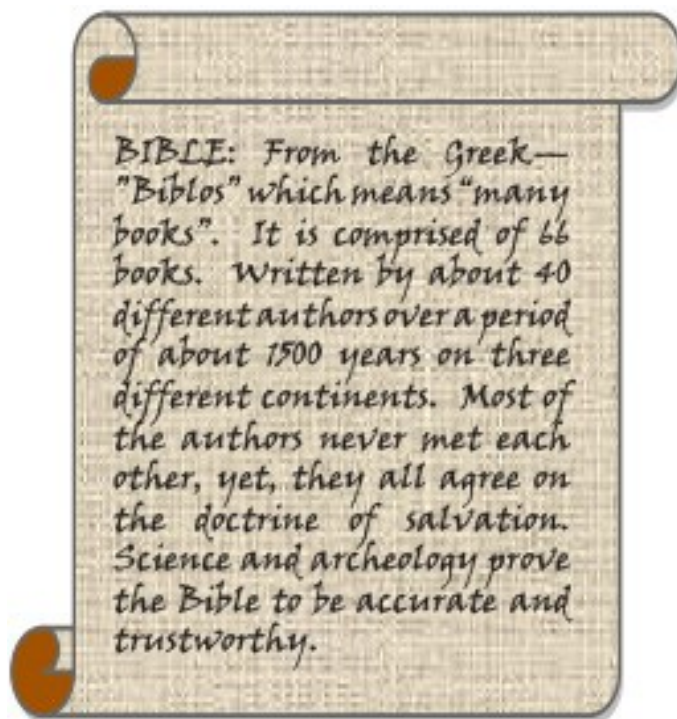 BIBLE: From the Greek—
"Biblos" which means "many
books". It is comprised of 66
books. Written by about 40
different authors over a period
of about 1500 years on three
different continents. Most of
the authors never met each
other, yet, they all agree on
the doctrine of salvation.
Science and archeology prove
the Bible to be accurate and
trustworthy.